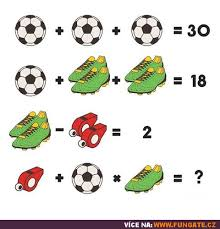 + + = 30
+ = 18
- = 2
+ × = ?
VÍCE NA: WWW.FUNGATE.CZ